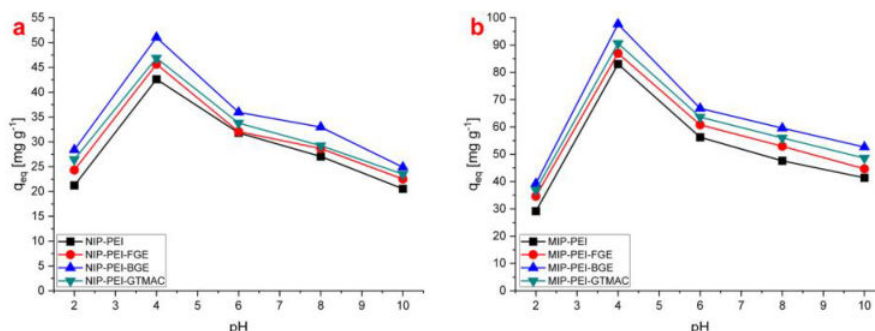 a
55
50
45
40
35
30
25
20
15
10
5
0
q_eq [mg g⁻¹]
NIP-PEI
NIP-PEI-FGE
NIP-PEI-BGE
NIP-PEI-GTMAC
2 3 4 5 6 7 8 9 10
pH
b
100
90
80
70
60
50
40
30
20
10
0
q_eq [mg g⁻¹]
MIP-PEI
MIP-PEI-FGE
MIP-PEI-BGE
MIP-PEI-GTMAC
2 3 4 5 6 7 8 9 10
pH